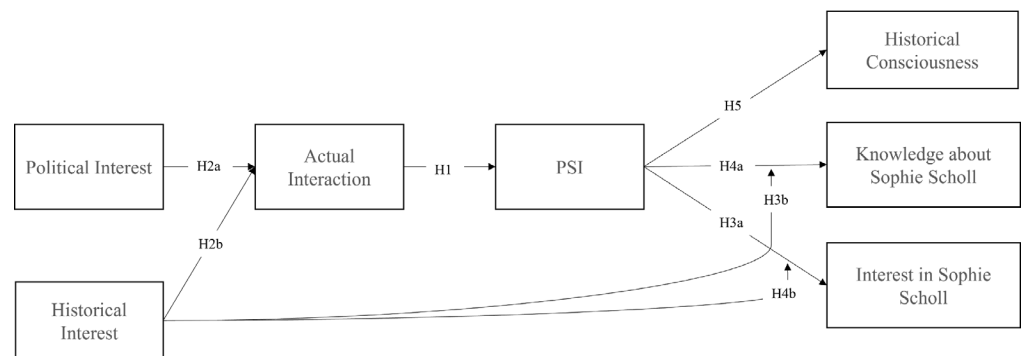 Historical
Consciousness
H5
Political Interest
H2a
Actual
Interaction
H1
PSI
H4a
Knowledge about
Sophie Scholl
H3b
H3a
H2b
Historical
Interest
H4b
Interest in Sophie
Scholl